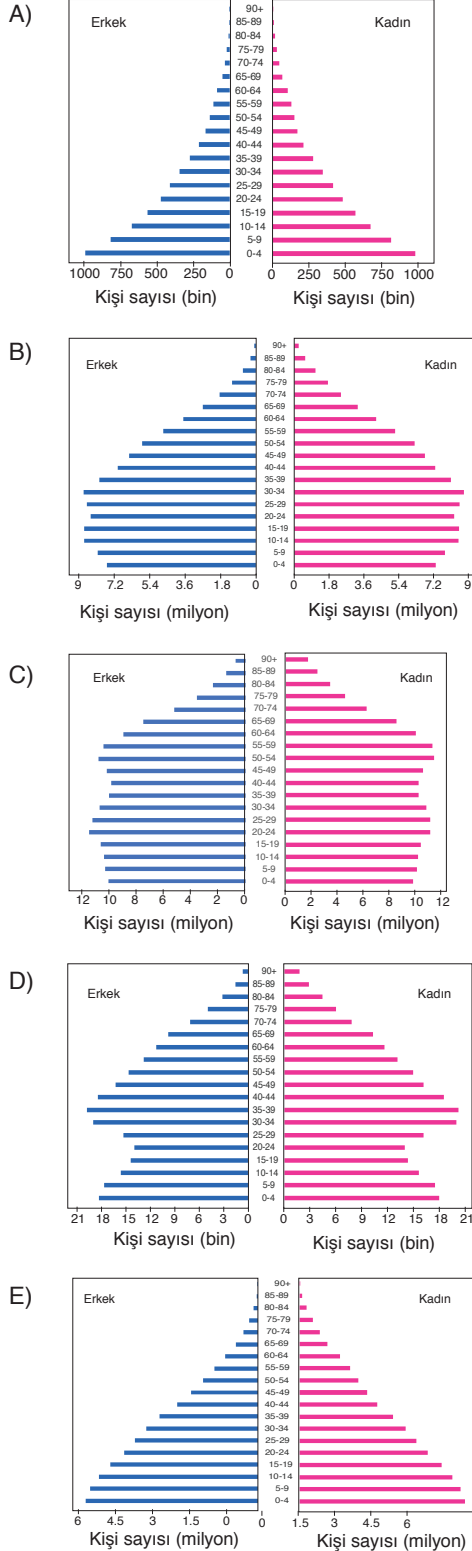 A)
Erkek
Kadın
90+
85-89
80-84
75-79
70-74
65-69
60-64
55-59
50-54
45-49
40-44
35-39
30-34
25-29
20-24
15-19
10-14
5-9
0-4
1000 750 500 250 0
0 250 500 750 1000
Kişi sayısı (bin)
Kişi sayısı (bin)
B)
Erkek
Kadın
90+
85-89
80-84
75-79
70-74
65-69
60-64
55-59
50-54
45-49
40-44
35-39
30-34
25-29
20-24
15-19
10-14
5-9
0-4
9 7.2 5.4 3.6 1.8 0
0 1.8 3.6 5.4 7.2 9
Kişi sayısı (milyon)
Kişi sayısı (milyon)
C)
Erkek
Kadın
90+
85-89
80-84
75-79
70-74
65-69
60-64
55-59
50-54
45-49
40-44
35-39
30-34
25-29
20-24
15-19
10-14
5-9
0-4
12 10 8 6 4 2 0
0 2 4 6 8 10 12
Kişi sayısı (milyon)
Kişi sayısı (milyon)
D)
Erkek
Kadın
90+
85-89
80-84
75-79
70-74
65-69
60-64
55-59
50-54
45-49
40-44
35-39
30-34
25-29
20-24
15-19
10-14
5-9
0-4
21 15 12 9 6 3 0
0 3 6 9 12 15 18 21
Kişi sayısı (bin)
Kişi sayısı (bin)
E)
Erkek
Kadın
90+
85-89
80-84
75-79
70-74
65-69
60-64
55-59
50-54
45-49
40-44
35-39
30-34
25-29
20-24
15-19
10-14
5-9
0-4
6 4.5 3 1.5 0 0
1.5 3 4.5 6
Kişi sayısı (milyon)
Kişi sayısı (milyon)